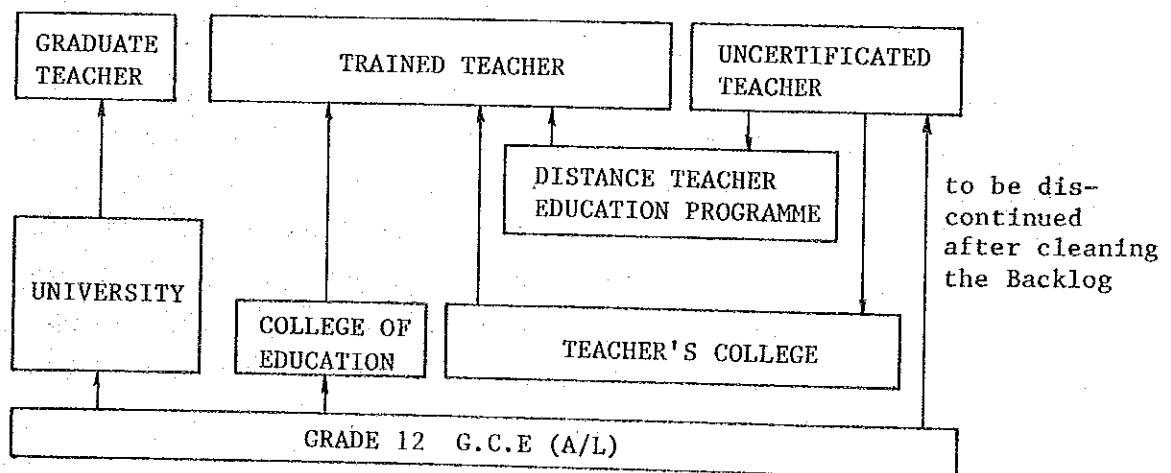 GRADUATE
TEACHER
TRAINED TEACHER
UNCERTIFICATED
TEACHER
DISTANCE TEACHER
EDUCATION PROGRAMME
to be dis-
continued
after cleaning
the Backlog
UNIVERSITY
COLLEGE OF
EDUCATION
TEACHER'S COLLEGE
GRADE 12 G.C.E (A/L)